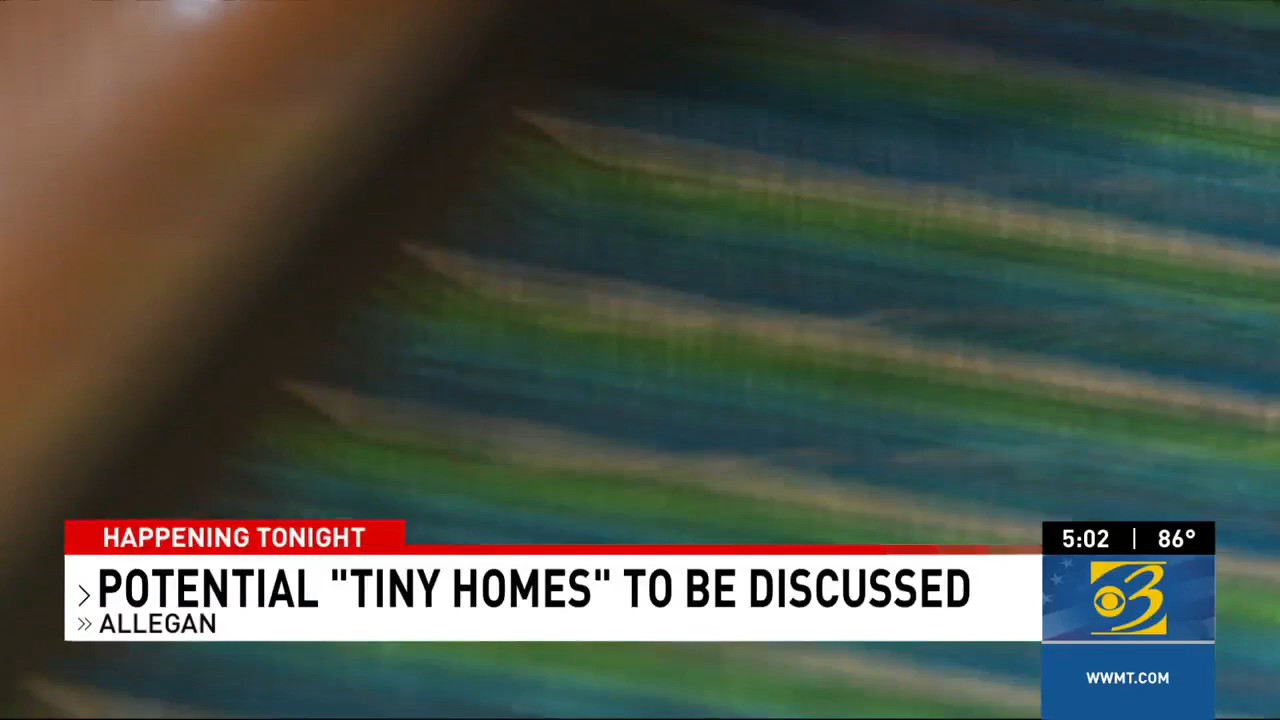 HAPPENING TONIGHT
POTENTIAL "TINY HOMES" TO BE DISCUSSED
ALLEGAN
5:02 | 86°
3
WWMT.COM